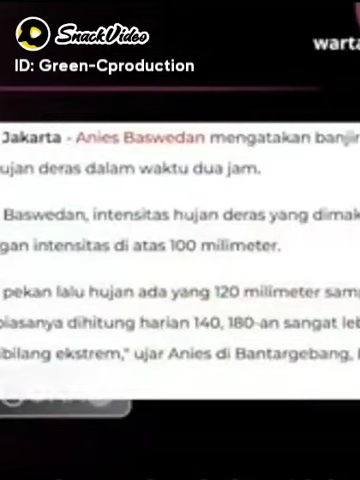 SnackVideo
ID: Green-Cproduction
warta
Jakarta - Anies Baswedan mengatakan banjir
ujan deras dalam waktu dua jam.
Baswedan, intensitas hujan deras yang dimak
gan intensitas di atas 100 milimeter.
pekan lalu hujan ada yang 120 milimeter samp
biasanya dihitung harian 140, 180-an sangat leb
ibilang ekstrem," ujar Anies di Bantargebang,